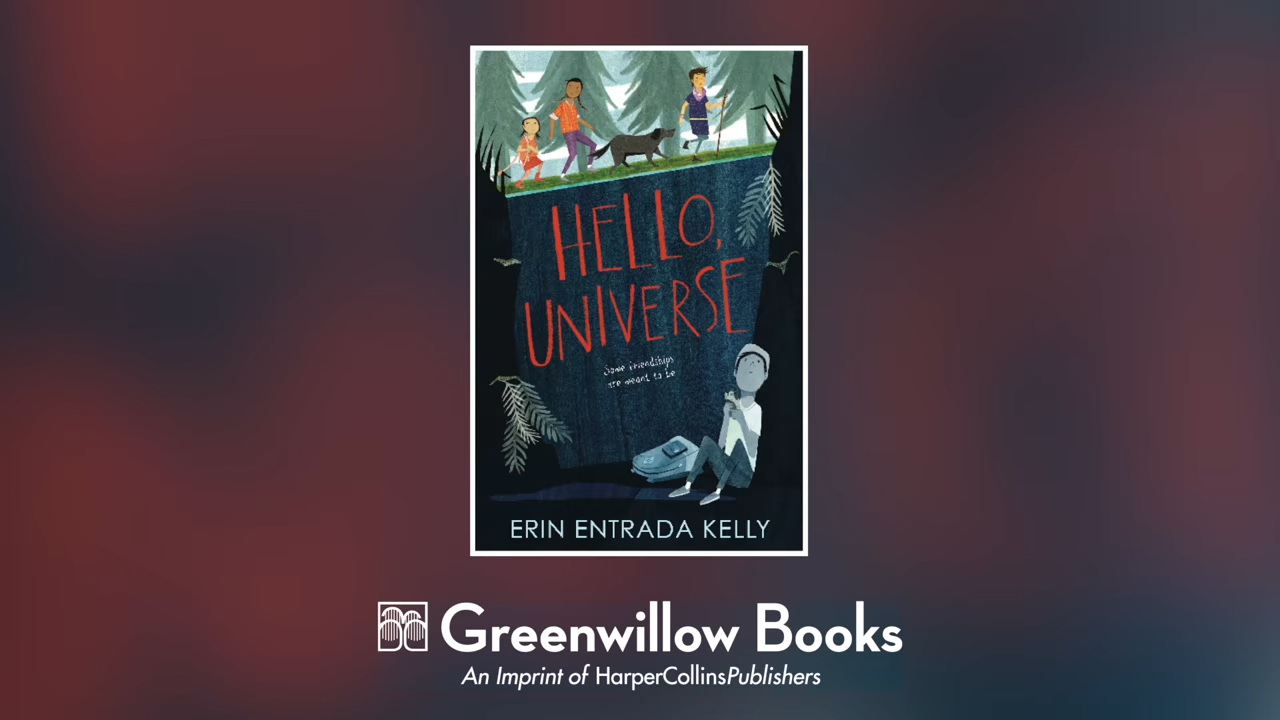 HELLO,
UNIVERSE
Some friendships
are meant to be
ERIN ENTRADA KELLY
Greenwillow Books
An Imprint of HarperCollinsPublishers